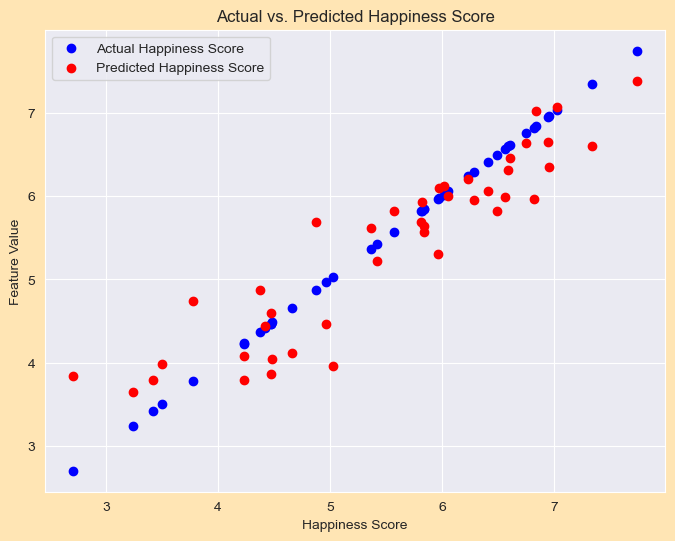 Actual vs. Predicted Happiness Score
Actual Happiness Score
Predicted Happiness Score
Feature Value
7
6
5
4
3
3 4 5 6 7
Happiness Score